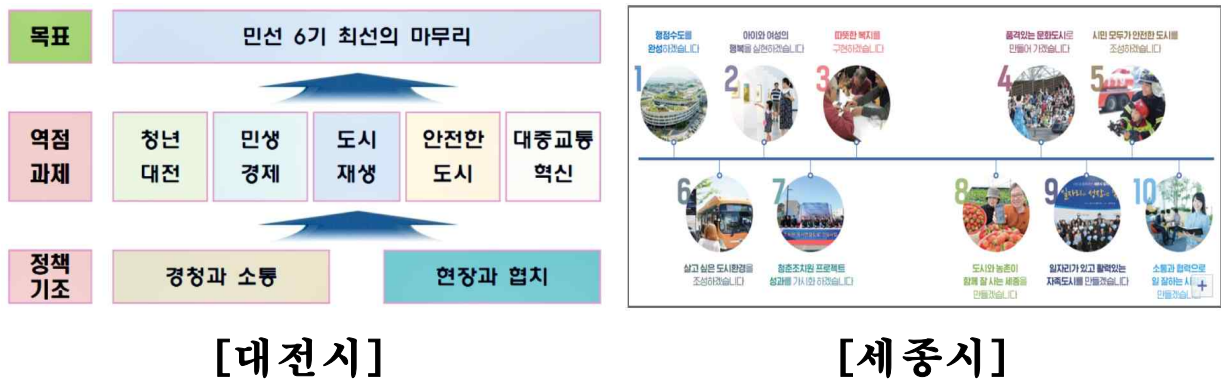 목표
민선 6기 최선의 마무리
역점
과제
청년
대전
민생
경제
도시
재생
안전한
도시
대중교통
혁신
정책
기조
경청과 소통
현장과 협치
[대전시]
행정수도를
완성하겠습니다
1
아이와 여성의
행복을 실현하겠습니다
2
따뜻한 복지를
구현하겠습니다
3
품격있는 문화도시로
만들어 가겠습니다
4
시민 모두가 안전한 도시를
조성하겠습니다
5
6
살고 싶은 도시환경을
조성하겠습니다
7
청춘조치원 프로젝트
성과를 가시화 하겠습니다
8
도시와 농촌이
함께 잘 사는 세종을
만들겠습니다
9
일자리가 있고 활력있는
자족도시를 만들겠습니다
10
소통과 협력으로
일 잘하는
만들겠습니다
[세종시]